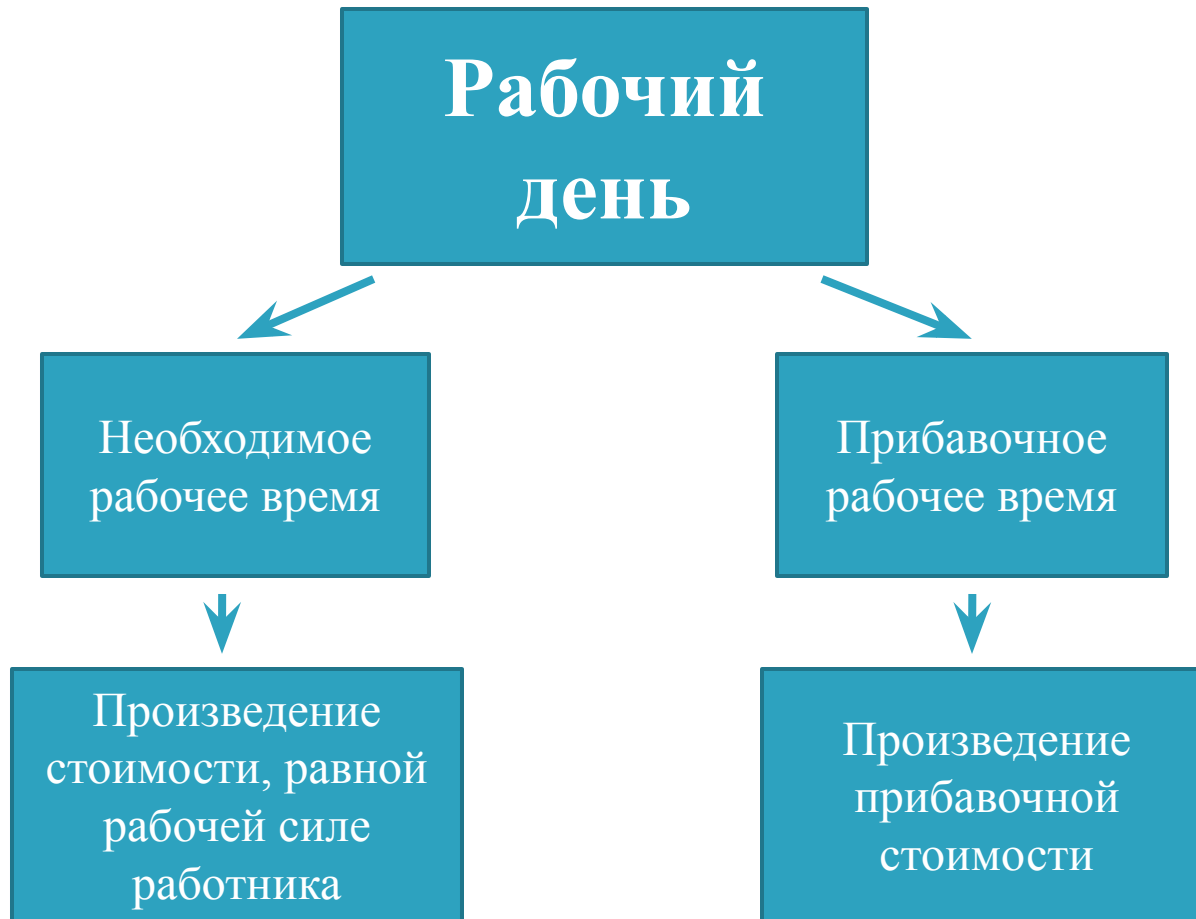 Рабочий
день
Необходимое
рабочее время
Прибавочное
рабочее время
Произведение
стоимости, равной
рабочей силе
работника
Произведение
прибавочной
стоимости